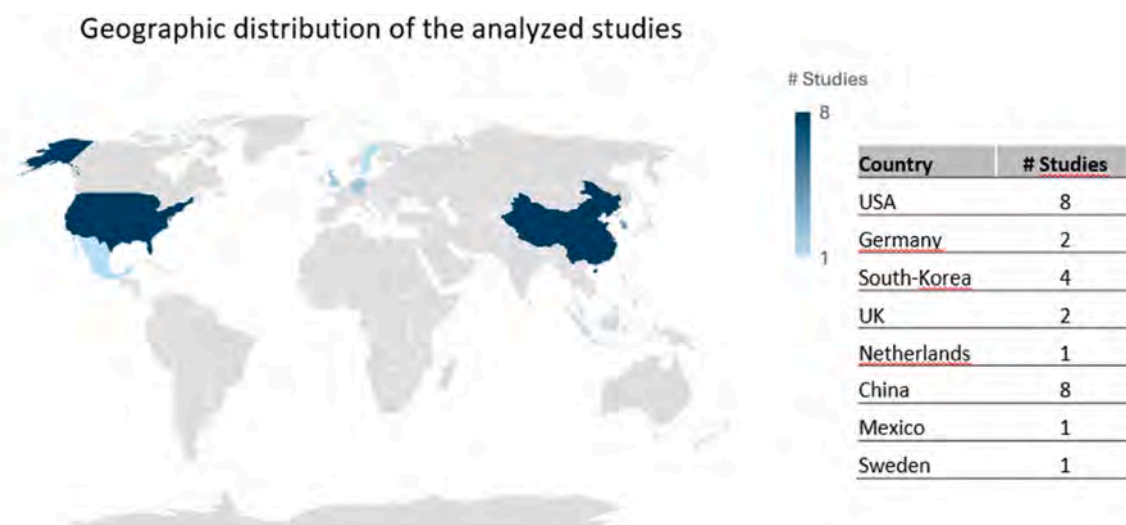 Geographic distribution of the analyzed studies
# Studies
8
1
Country # Studies
USA 8
Germany 2
South-Korea 4
UK 2
Netherlands 1
China 8
Mexico 1
Sweden 1